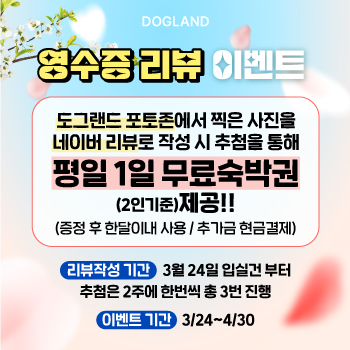 DOGLAND
영수증 리뷰 이벤트
도그랜드 포토존에서 찍은 사진을
네이버 리뷰로 작성 시 추첨을 통해
평일 1일 무료숙박권
(2인기준)제공!!
(증정 후 한달이내 사용 / 추가금 현금결제)
리뷰작성 기간 3월 24일 입실건 부터
추첨은 2주에 한번씩 총 3번 진행
이벤트 기간 3/24~4/30